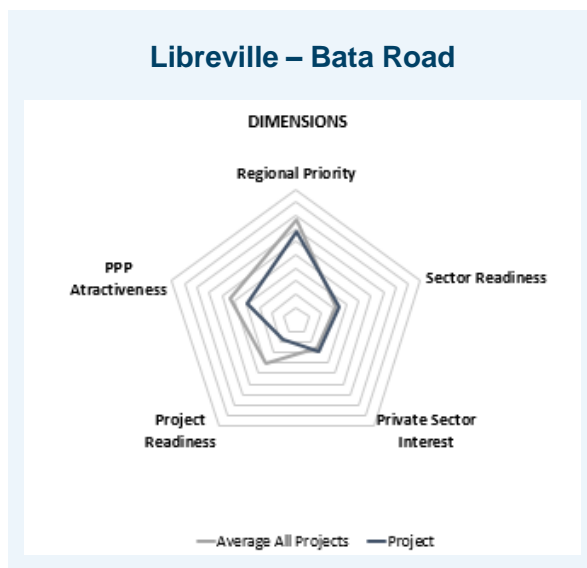 Libreville – Bata Road
DIMENSIONS
Regional Priority
PPP
Atractiveness
Sector Readiness
Project
Readiness
Private Sector
Interest
Average All Projects
Project